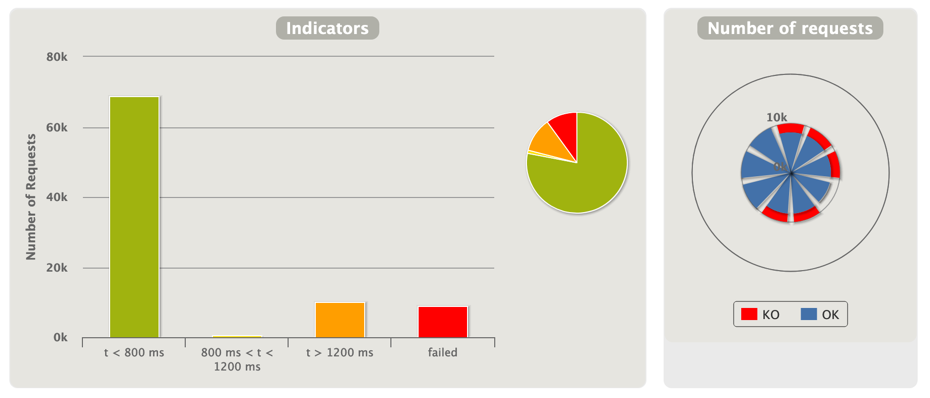 Indicators
80k
60k
40k
20k
0k
Number of Requests
t < 800 ms
800 ms < t <
1200 ms
t > 1200 ms
failed
Number of requests
10k
KO
OK